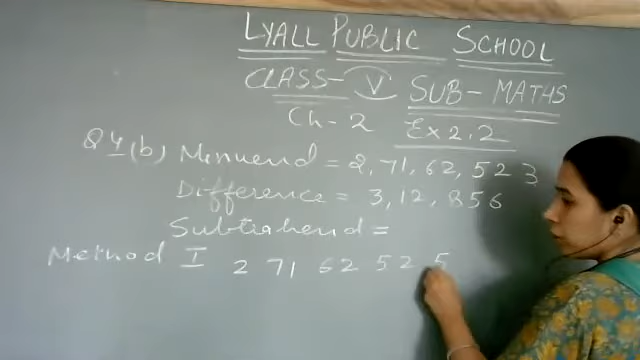 LYALL PUBLIC SCHOOL
CLASS- V SUB- MATHS
Ch-2 Ex 2.2
Q4 (b) Minuend = 2,71,62,523
Difference = 3,12,856
Subtrahend =
Method I 2 71 62 52 5